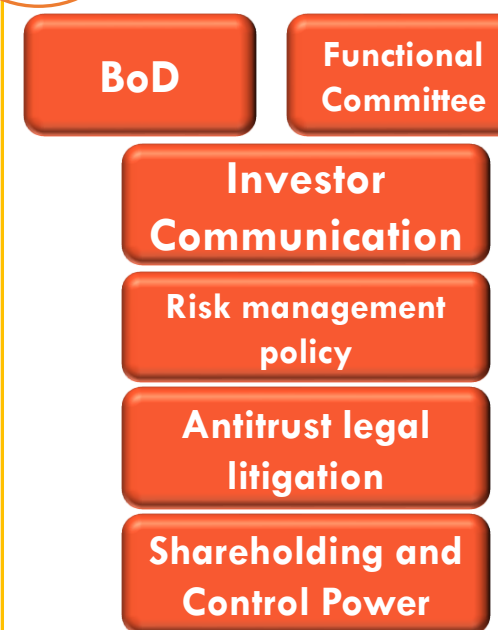 BoD
Functional
Committee
Investor
Communication
Risk management
policy
Antitrust legal
litigation
Shareholding and
Control Power